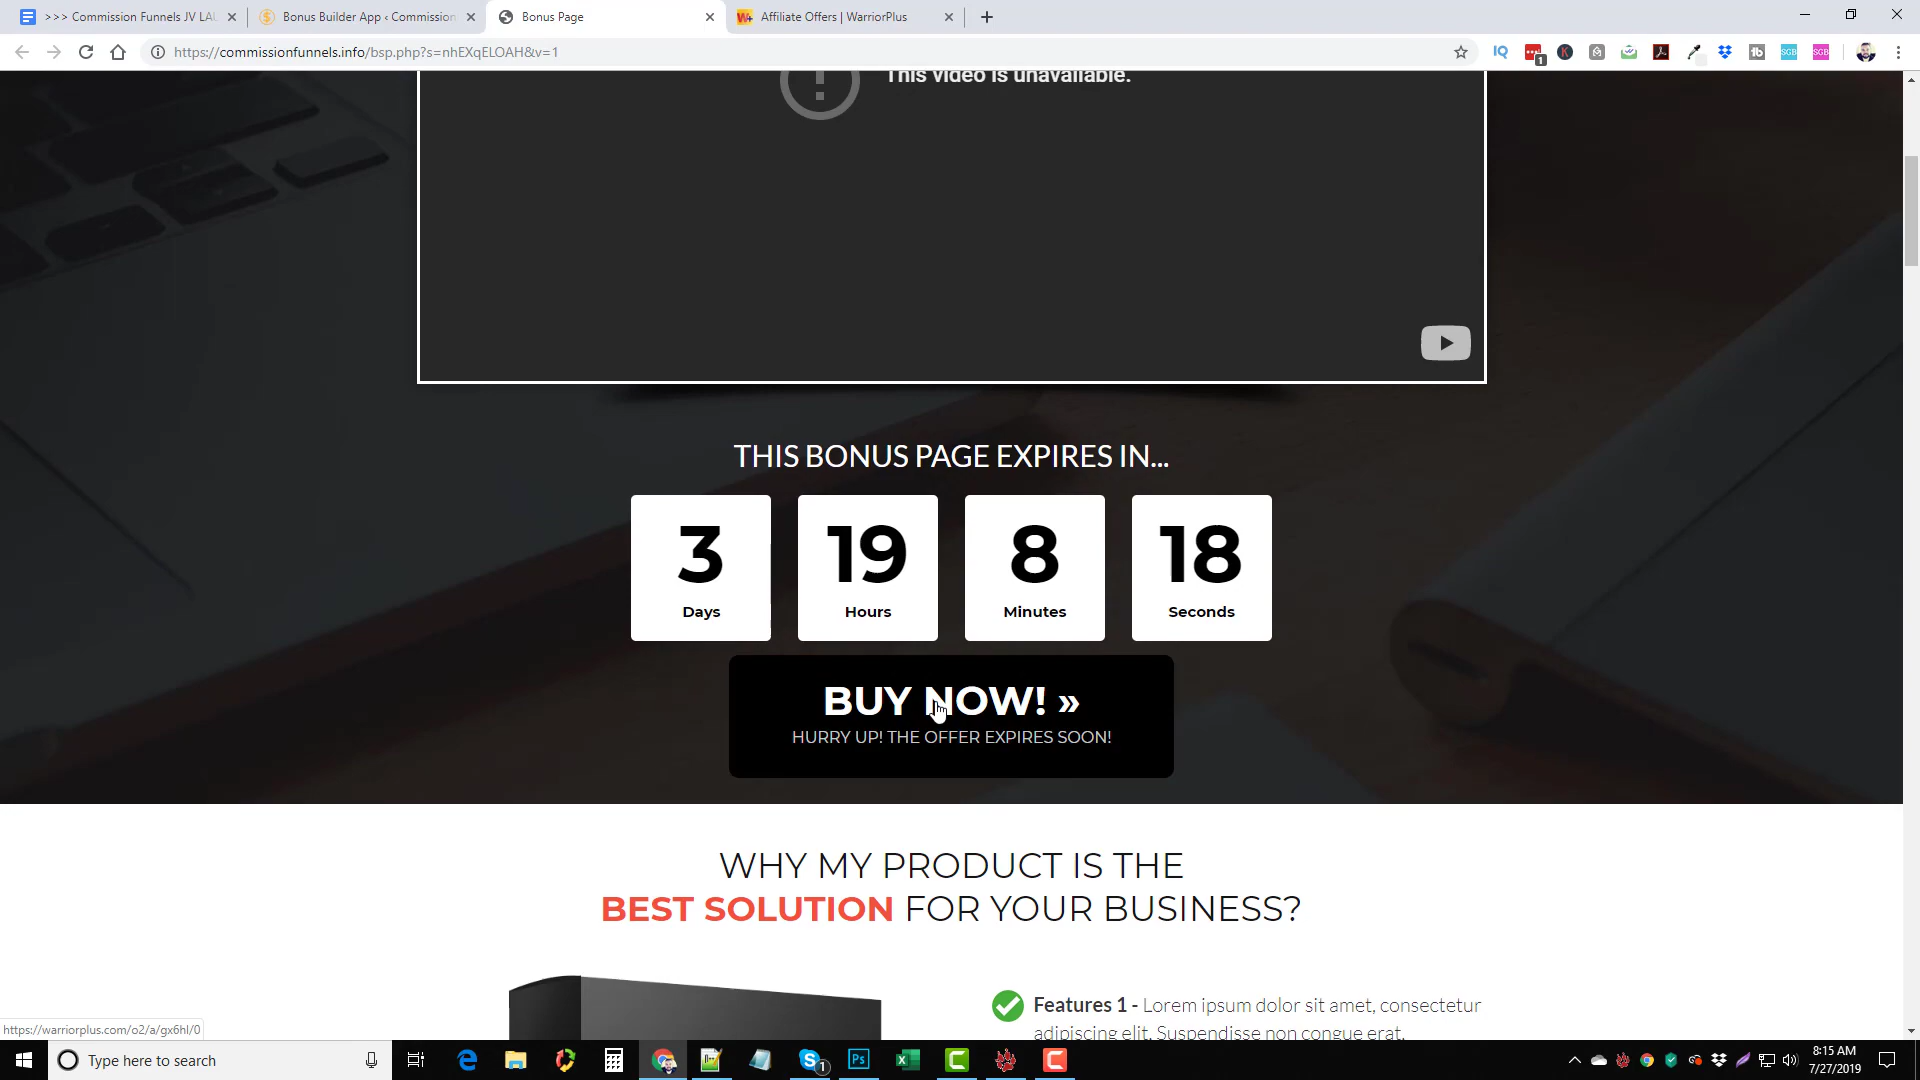 >>> Commission Funnels JV LAU
Bonus Builder App ‹ Commission
Bonus Page
Affiliate Offers | WarriorPlus
https://commissionfunnels.info/bsp.php?s=nhEXqELOAH&v=1
This video is unavailable.
THIS BONUS PAGE EXPIRES IN...
3 19 8 18
Days Hours Minutes Seconds
BUY NOW! »
HURRY UP! THE OFFER EXPIRES SOON!
WHY MY PRODUCT IS THE
BEST SOLUTION FOR YOUR BUSINESS?
Features 1 - Lorem ipsum dolor sit amet, consectetur
adipiscing elit. Suspendisse non congue erat.
https://warriorplus.com/o2/a/gx6hl/0
Type here to search
8:15 AM
7/27/2019